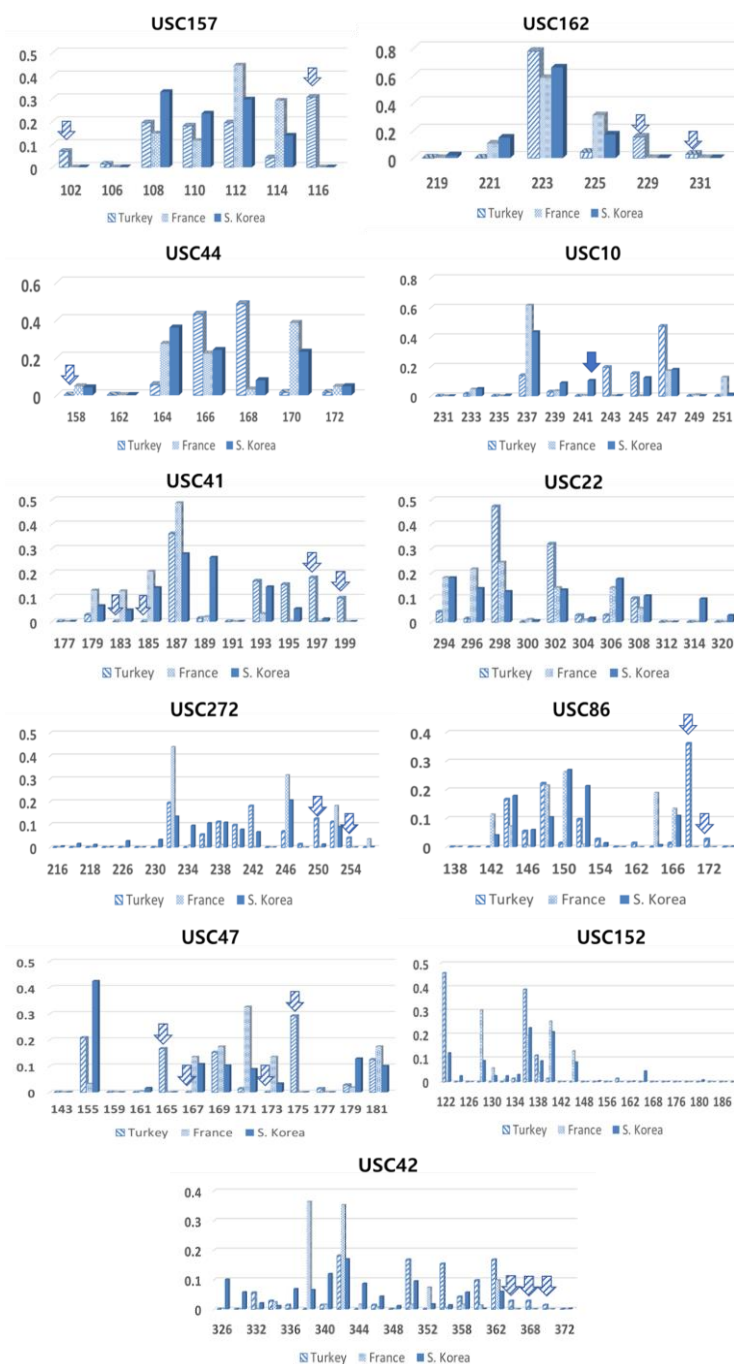 USC157
0.5
0.4
0.3
0.2
0.1
0
102 106 108 110 112 114 116
Turkey France S. Korea
USC162
0.8
0.6
0.4
0.2
0
219 221 223 225 229 231
Turkey France S. Korea
USC44
0.6
0.4
0.2
0
158 162 164 166 168 170 172
Turkey France S. Korea
USC10
0.8
0.6
0.4
0.2
0
231 233 235 237 239 241 243 245 247 249 251
Turkey France S. Korea
USC41
0.5
0.4
0.3
0.2
0.1
0
177 179 183 185 187 189 191 193 195 197 199
Turkey France S. Korea
USC22
0.5
0.4
0.3
0.2
0.1
0
294 296 298 300 302 304 306 308 312 314 320
Turkey France S. Korea
USC272
0.5
0.4
0.3
0.2
0.1
0
216 218 226 230 234 238 242 246 250 254
Turkey France S. Korea
USC86
0.4
0.3
0.2
0.1
0
138 142 146 150 154 162 166 172
Turkey France S. Korea
USC47
0.5
0.4
0.3
0.2
0.1
0
143 155 159 161 165 167 169 171 173 175 177 179 181
Turkey France S. Korea
USC152
0.5
0.4
0.3
0.2
0.1
0
122 126 130 134 138 142 148 156 162 168 176 180 186
Turkey France S. Korea
USC42
0.4
0.3
0.2
0.1
0
326 332 336 340 344 348 352 358 362 368 372
Turkey France S. Korea